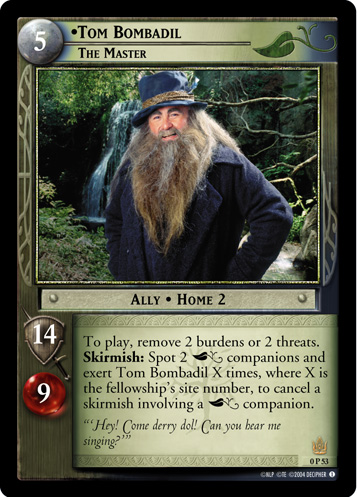 5
•Tom Bombadil
The Master
Ally • Home 2
14
9
To play, remove 2 burdens or 2 threats.
Skirmish: Spot 2 companions and
exert Tom Bombadil X times, where X is
the fellowship's site number, to cancel a
skirmish involving a companion.
"'Hey! Come derry dol! Can you hear me
singing?'"
0 P 53
©NLP ©TE ©2004 DECIPHER